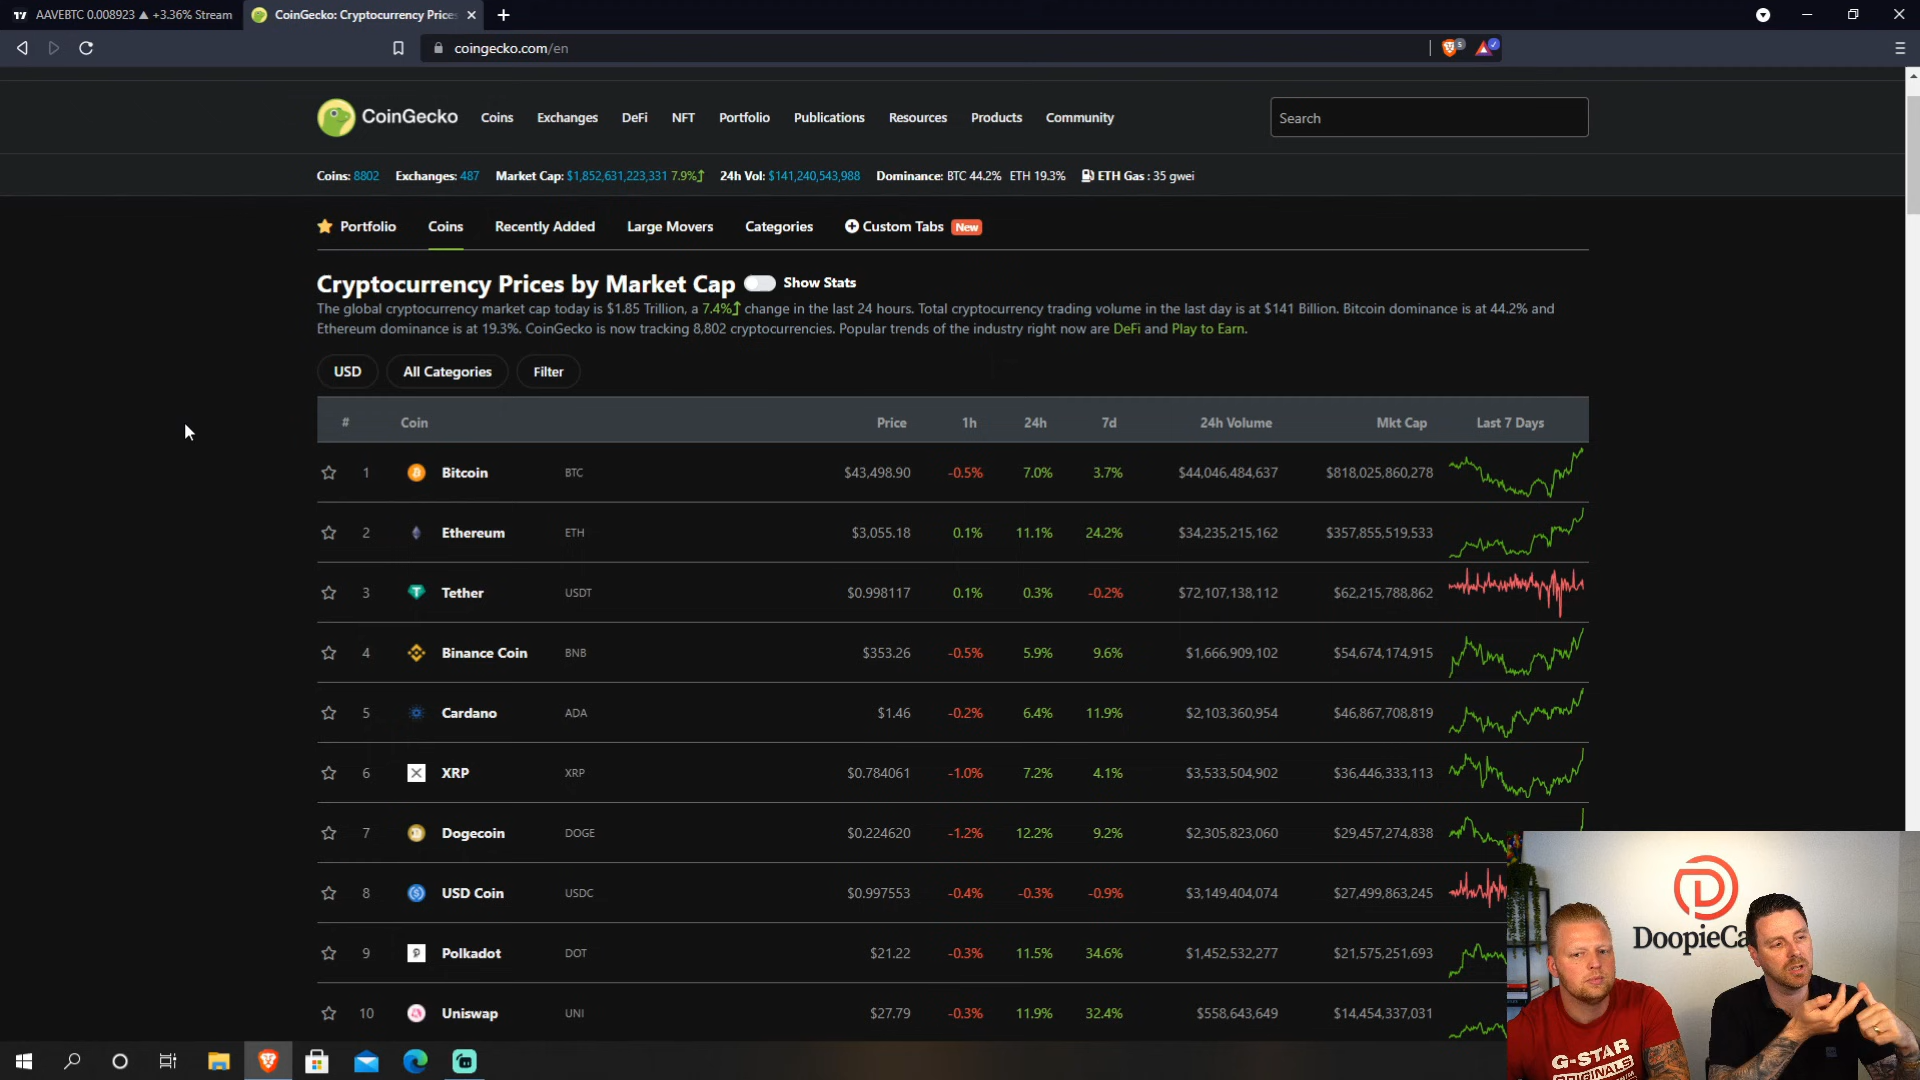 AAVEBTC 0.008923 ▲ +3.36% Stream
CoinGecko: Cryptocurrency Price
coingecko.com/en
CoinGecko Coins Exchanges DeFi NFT Portfolio Publications Resources Products Community Search
Coins: 8802 Exchanges: 487 Market Cap: $1,852,631,223,331 7.9% 24h Vol: $141,240,543,988 Dominance: BTC 44.2% ETH 19.3% ETH Gas : 35 gwei
Portfolio Coins Recently Added Large Movers Categories Custom Tabs New
Cryptocurrency Prices by Market Cap Show Stats
The global cryptocurrency market cap today is $1.85 Trillion, a 7.4% change in the last 24 hours. Total cryptocurrency trading volume in the last day is at $141 Billion. Bitcoin dominance is at 44.2% and
Ethereum dominance is at 19.3%. CoinGecko is now tracking 8,802 cryptocurrencies. Popular trends of the industry right now are DeFi and Play to Earn.
USD All Categories Filter
# Coin Price 1h 24h 7d 24h Volume Mkt Cap Last 7 Days
1 Bitcoin BTC $43,498.90 -0.5% 7.0% 3.7% $44,046,484,637 $818,025,860,278
2 Ethereum ETH $3,055.18 0.1% 11.1% 24.2% $34,235,215,162 $357,855,519,533
3 Tether USDT $0.998117 0.1% 0.3% -0.2% $72,107,138,112 $62,215,788,862
4 Binance Coin BNB $353.26 -0.5% 5.9% 9.6% $1,666,909,102 $54,674,174,915
5 Cardano ADA $1.46 -0.2% 6.4% 11.9% $2,103,360,954 $46,867,708,819
6 XRP XRP $0.784061 -1.0% 7.2% 4.1% $3,533,504,902 $36,446,333,113
7 Dogecoin DOGE $0.224620 -1.2% 12.2% 9.2% $2,305,823,060 $29,457,274,838
8 USD Coin USDC $0.997553 -0.4% -0.3% -0.9% $3,149,404,074 $27,499,863,245
9 Polkadot DOT $21.22 -0.3% 11.5% 34.6% $1,452,532,277 $21,575,251,693
10 Uniswap UNI $27.79 -0.3% 11.9% 32.4% $558,643,649 $14,454,337,031
DoopieCa
G-STAR
ORIGINALS